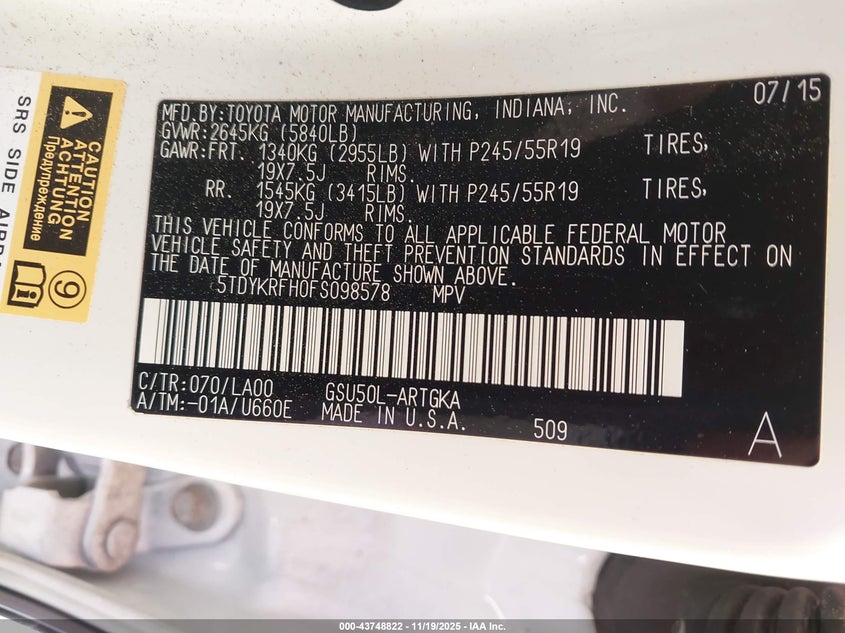 MFD.BY:TOYOTA MOTOR MANUFACTURING, INDIANA, INC. 07/15
GVWR:2645KG (5840LB)
GAWR:FRT. 1340KG (2955LB) WITH P245/55R19 TIRES,
19X7.5J RIMS.
RR. 1545KG (3415LB) WITH P245/55R19 TIRES,
19X7.5J RIMS.
THIS VEHICLE CONFORMS TO ALL APPLICABLE FEDERAL MOTOR
VEHICLE SAFETY AND THEFT PREVENTION STANDARDS IN EFFECT ON
THE DATE OF MANUFACTURE SHOWN ABOVE.
5TDYKRFH0FS098578 MPV
C/TR:070/LA00 GSU50L-ARTGKA
A/TM:-01A/U660E MADE IN U.S.A. 509
A
CAUTION
ATTENTION
ACHTUNG
Предупреждение
9
SRS SIDE
000-43748822 | 11/19/2025 | IAA Inc.